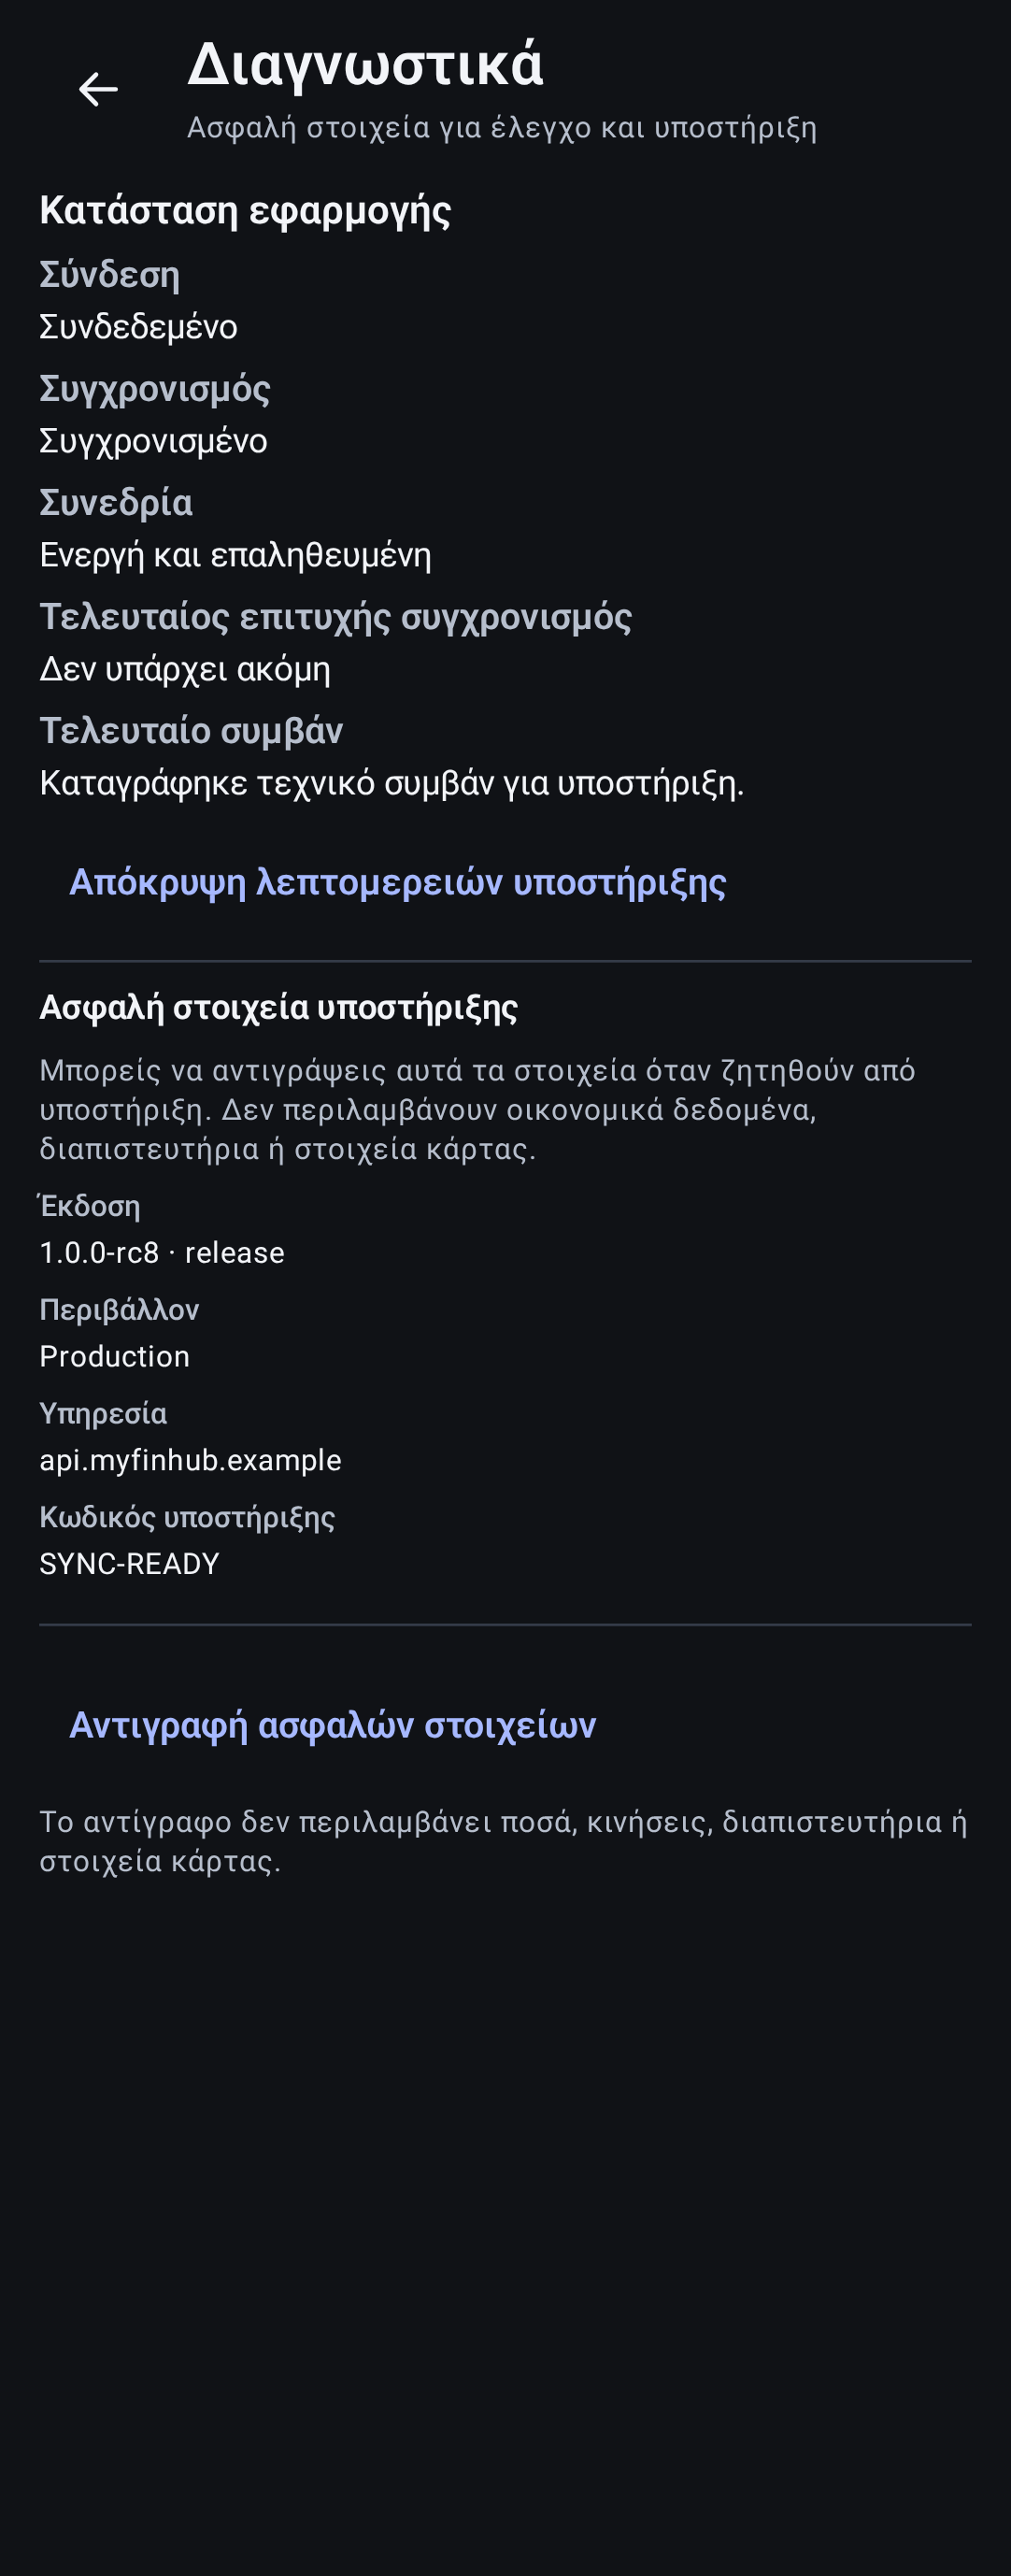 Διαγνωστικά
Ασφαλή στοιχεία για έλεγχο και υποστήριξη
Κατάσταση εφαρμογής
Σύνδεση
Συνδεδεμένο
Συγχρονισμός
Συγχρονισμένο
Συνεδρία
Ενεργή και επαληθευμένη
Τελευταίος επιτυχής συγχρονισμός
Δεν υπάρχει ακόμη
Τελευταίο συμβάν
Καταγράφηκε τεχνικό συμβάν για υποστήριξη.
Απόκρυψη λεπτομερειών υποστήριξης
Ασφαλή στοιχεία υποστήριξης
Μπορείς να αντιγράψεις αυτά τα στοιχεία όταν ζητηθούν από
υποστήριξη. Δεν περιλαμβάνουν οικονομικά δεδομένα,
διαπιστευτήρια ή στοιχεία κάρτας.
Έκδοση
1.0.0-rc8 · release
Περιβάλλον
Production
Υπηρεσία
api.myfinhub.example
Κωδικός υποστήριξης
SYNC-READY
Αντιγραφή ασφαλών στοιχείων
Το αντίγραφο δεν περιλαμβάνει ποσά, κινήσεις, διαπιστευτήρια ή
στοιχεία κάρτας.